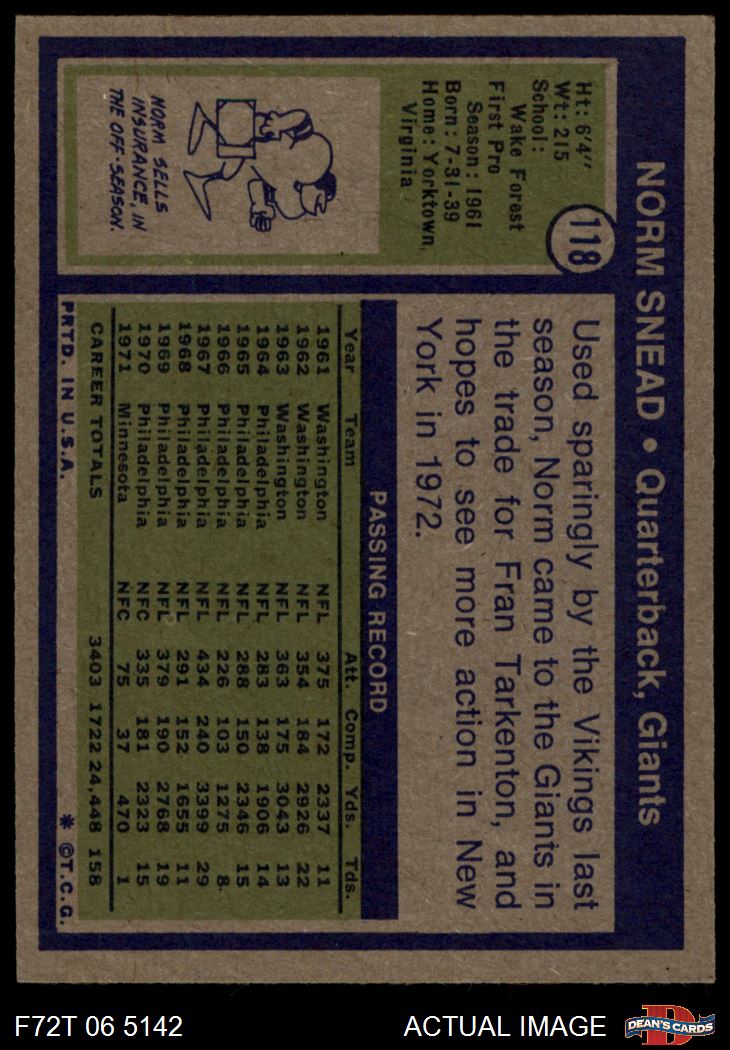 NORM SNEAD • Quarterback, Giants
118
Ht: 6'4"
Wt: 215
School:
Wake Forest
First Pro
Season: 1961
Born: 7-31-39
Home: Yorktown,
Virginia
NORM SELLS
INSURANCE, IN
THE OFF-SEASON.
Used sparingly by the Vikings last
season, Norm came to the Giants in
the trade for Fran Tarkenton, and
hopes to see more action in New
York in 1972.
PASSING RECORD
Year Team Att. Comp. Yds. Tds.
1961 Washington NFL 375 172 2337 11
1962 Washington NFL 354 184 2926 22
1963 Washington NFL 363 175 3043 13
1964 Philadelphia NFL 283 138 1906 14
1965 Philadelphia NFL 288 150 2346 15
1966 Philadelphia NFL 226 103 1275 8
1967 Philadelphia NFL 434 240 3399 29
1968 Philadelphia NFL 291 152 1655 11
1969 Philadelphia NFL 379 190 2768 19
1970 Philadelphia NFC 335 181 2323 15
1971 Minnesota NFC 75 37 470 1
CAREER TOTALS 3403 1722 24,448 158
PRTD. IN U.S.A. * ©T.C.G.
F72T 06 5142 ACTUAL IMAGE
D
DEAN'S CARDS